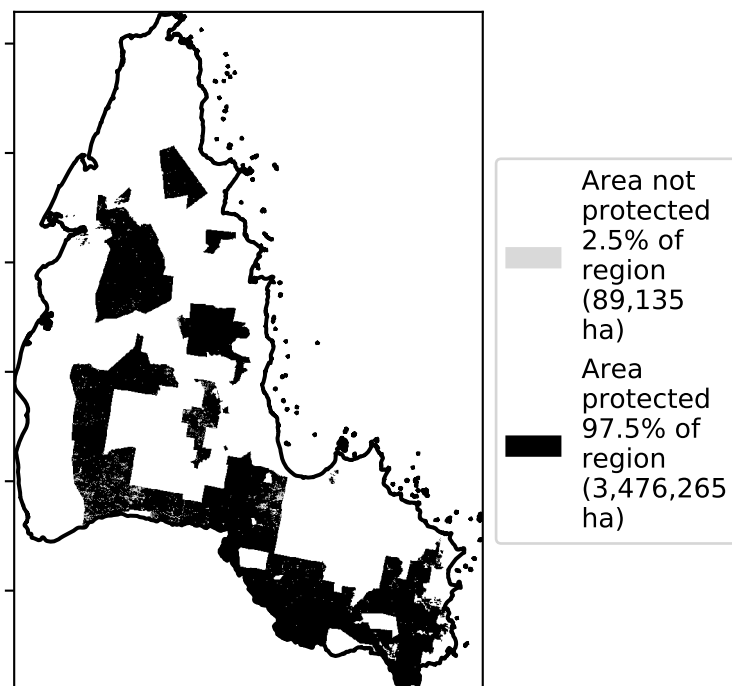 Area not
protected
2.5% of
region
(89,135
ha)
Area
protected
97.5% of
region
(3,476,265
ha)